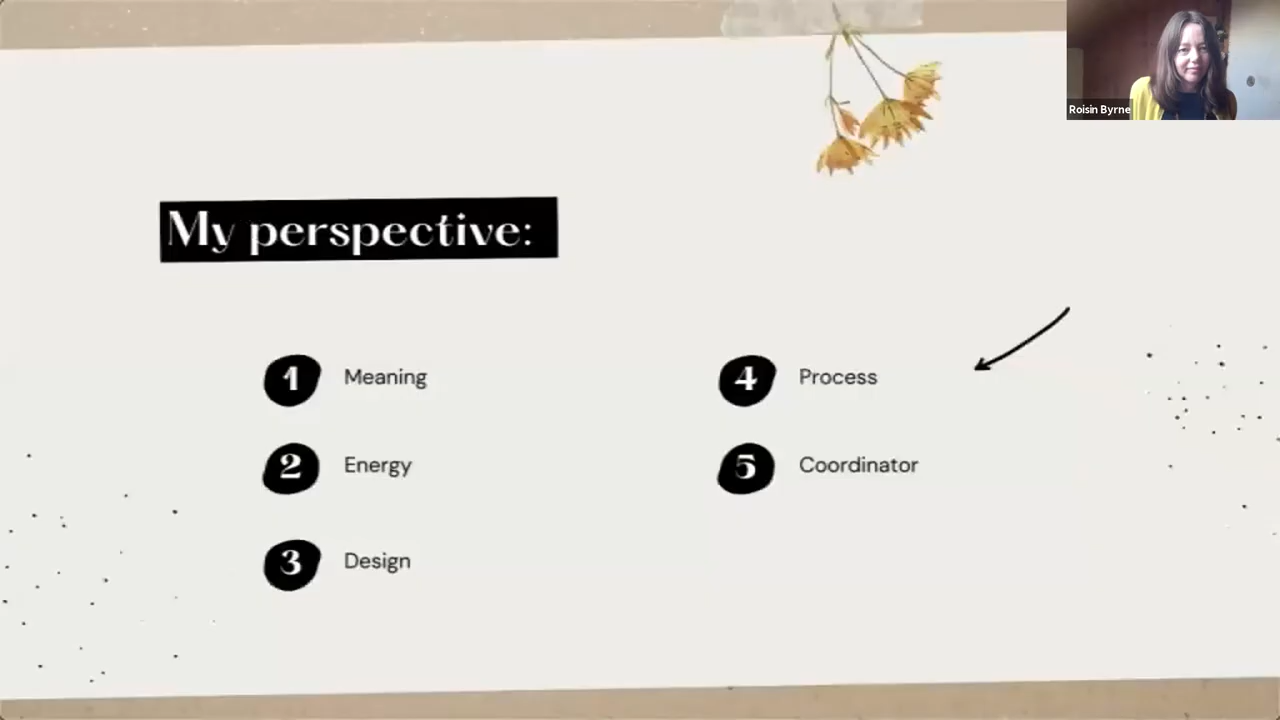 Roisin Byrne
My perspective:
1 Meaning
2 Energy
3 Design
4 Process
5 Coordinator